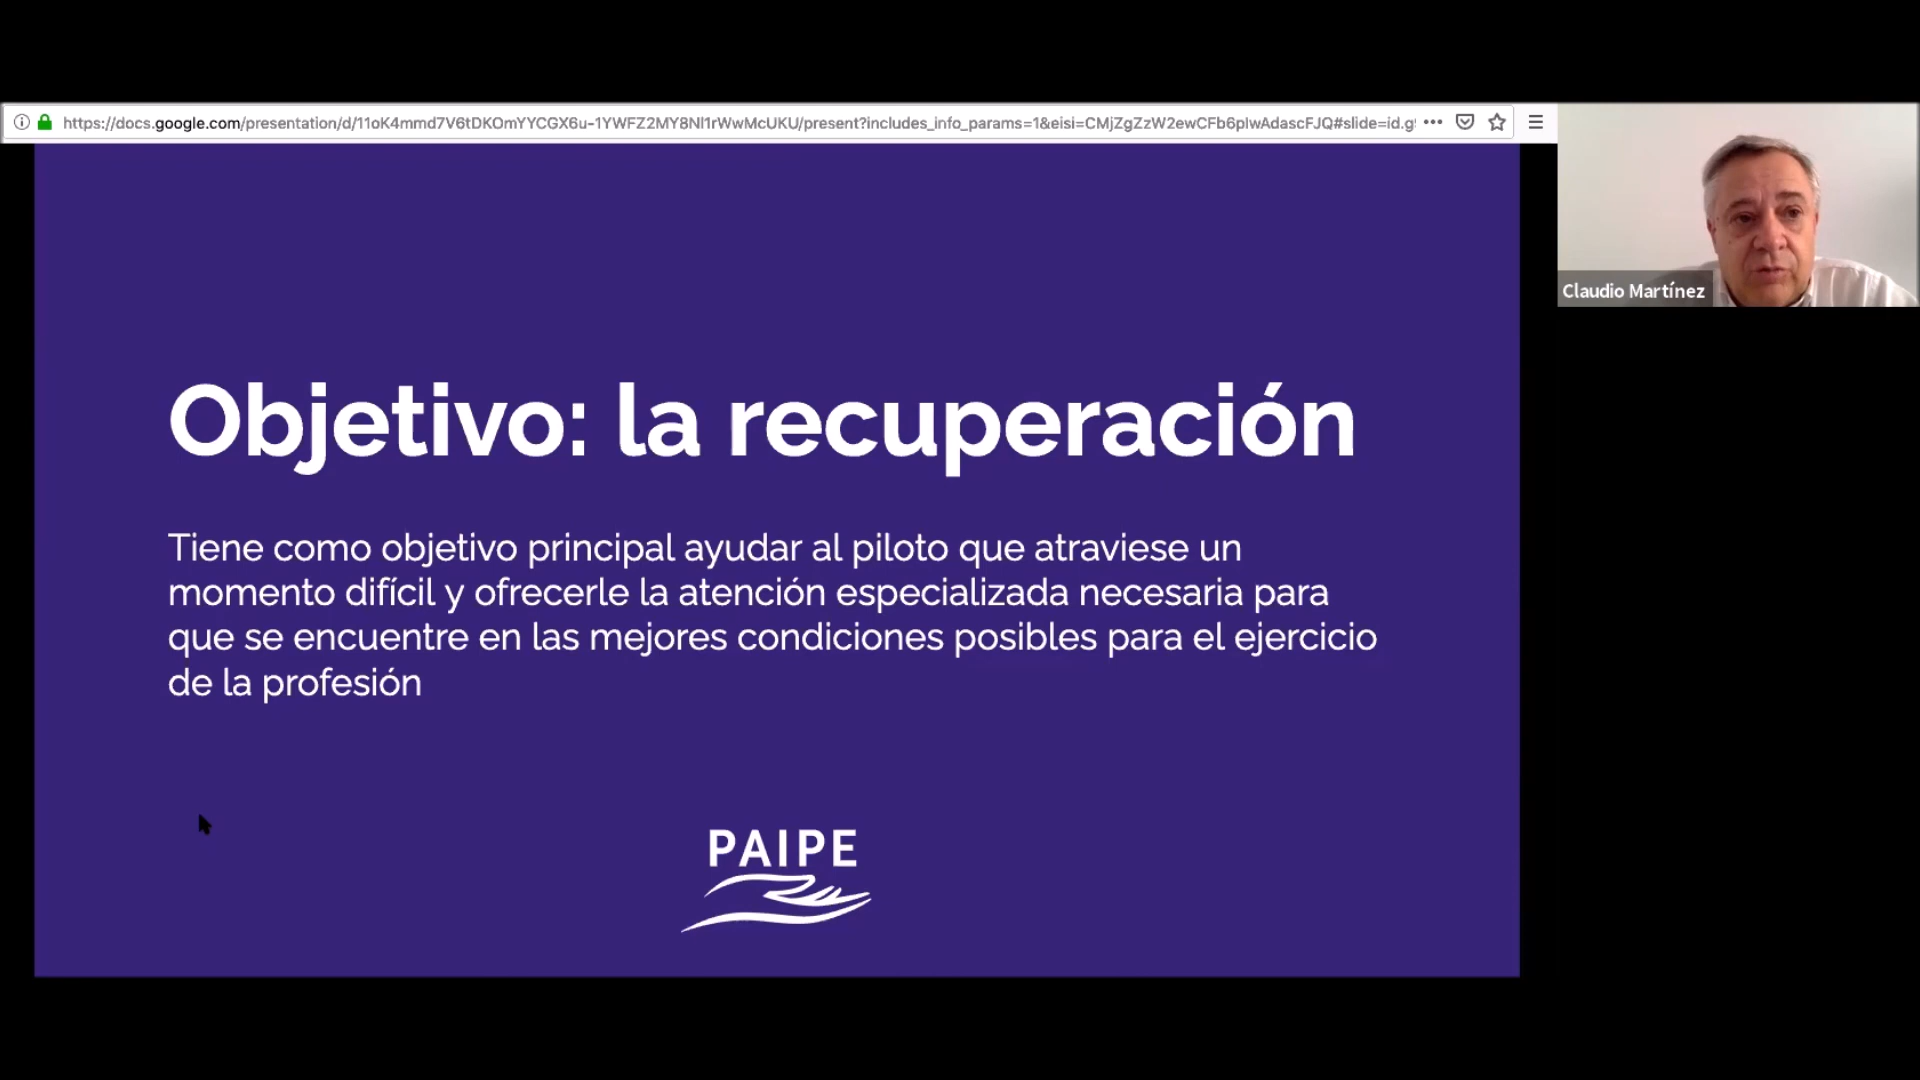 https://docs.google.com/presentation/d/11oK4mmd7V6tDKOmYYCGX6u-1YWFZ2MY8Nl1rWwMcUKU/present?includes_info_params=1&eisi=CMjZgZzW2ewCFb6pIwAdascFJQ#slide=id.g
Claudio Martínez
Objetivo: la recuperación
Tiene como objetivo principal ayudar al piloto que atraviese un
momento difícil y ofrecerle la atención especializada necesaria para
que se encuentre en las mejores condiciones posibles para el ejercicio
de la profesión
PAIPE